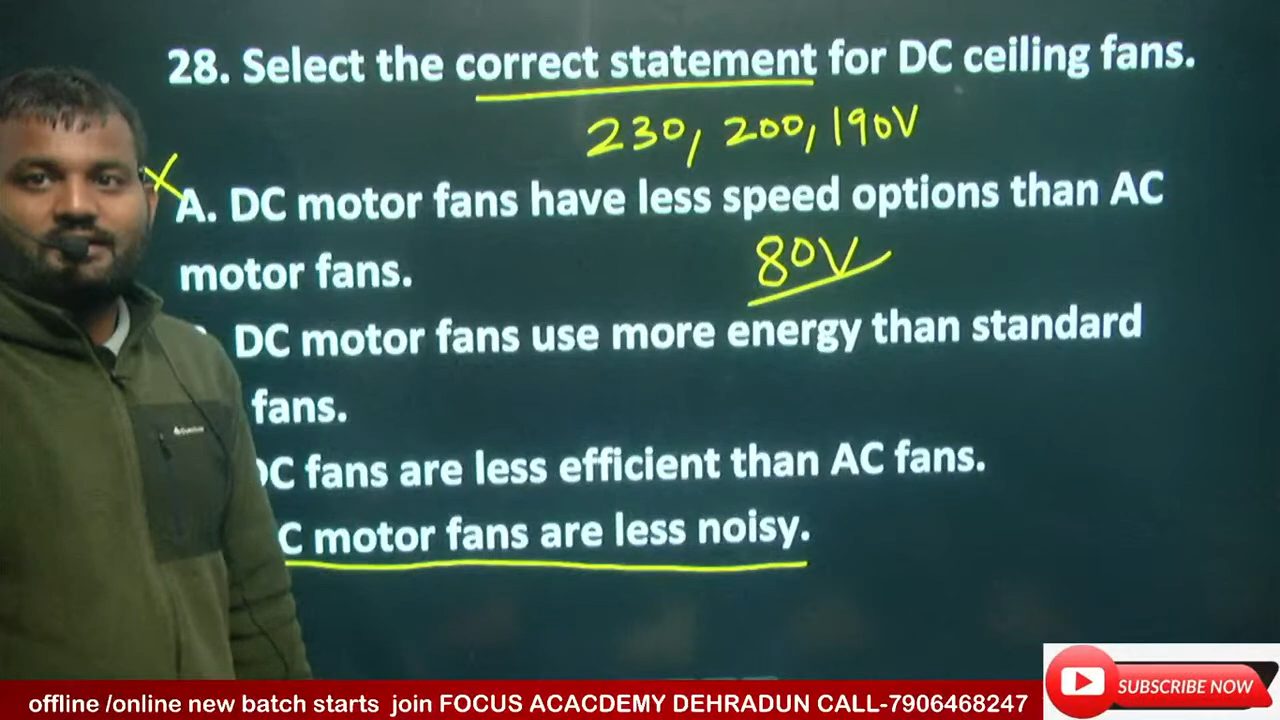 28. Select the correct statement for DC ceiling fans.
230, 200, 190V
A. DC motor fans have less speed options than AC
80V
motor fans.
DC motor fans use more energy than standard
fans.
DC fans are less efficient than AC fans.
C motor fans are less noisy.
offline /online new batch starts join FOCUS ACACDEMY DEHRADUN CALL-7906468247
SUBSCRIBE NOW